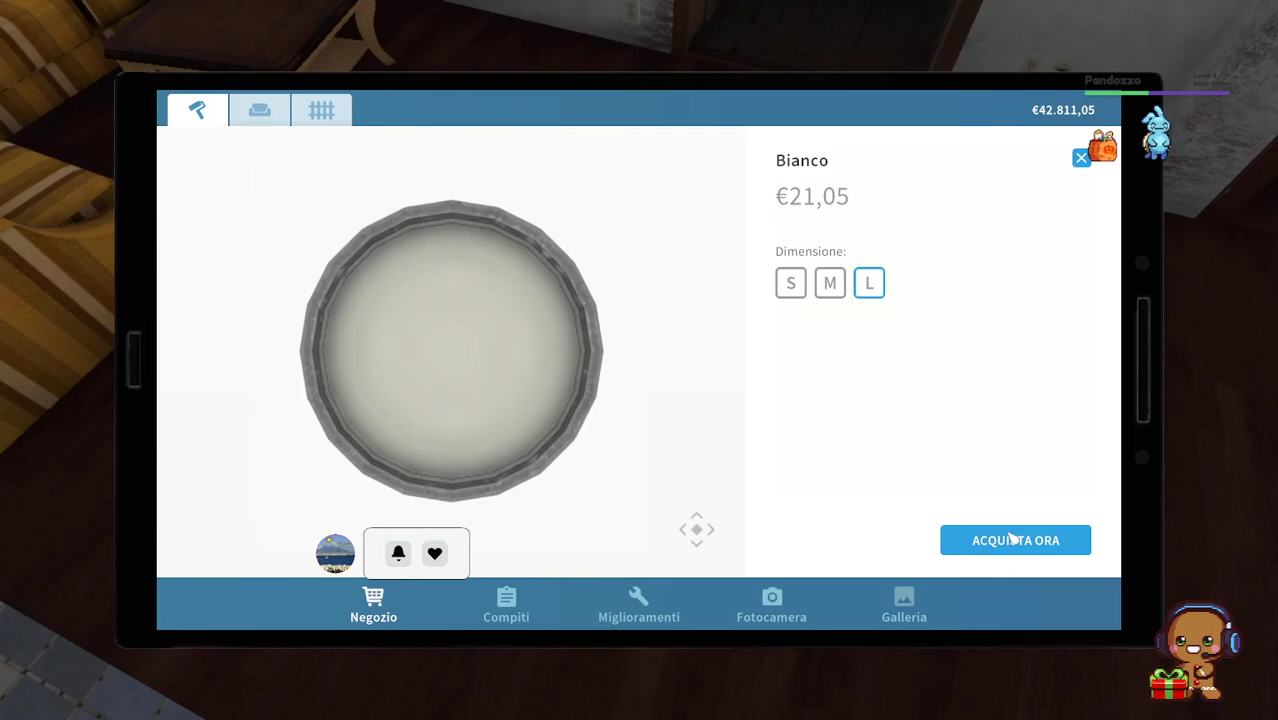 Pandozzo
€42.811,05
Bianco
€21,05
Dimensione:
S M L
ACQUISTA ORA
Negozio
Compiti
Miglioramenti
Fotocamera
Galleria